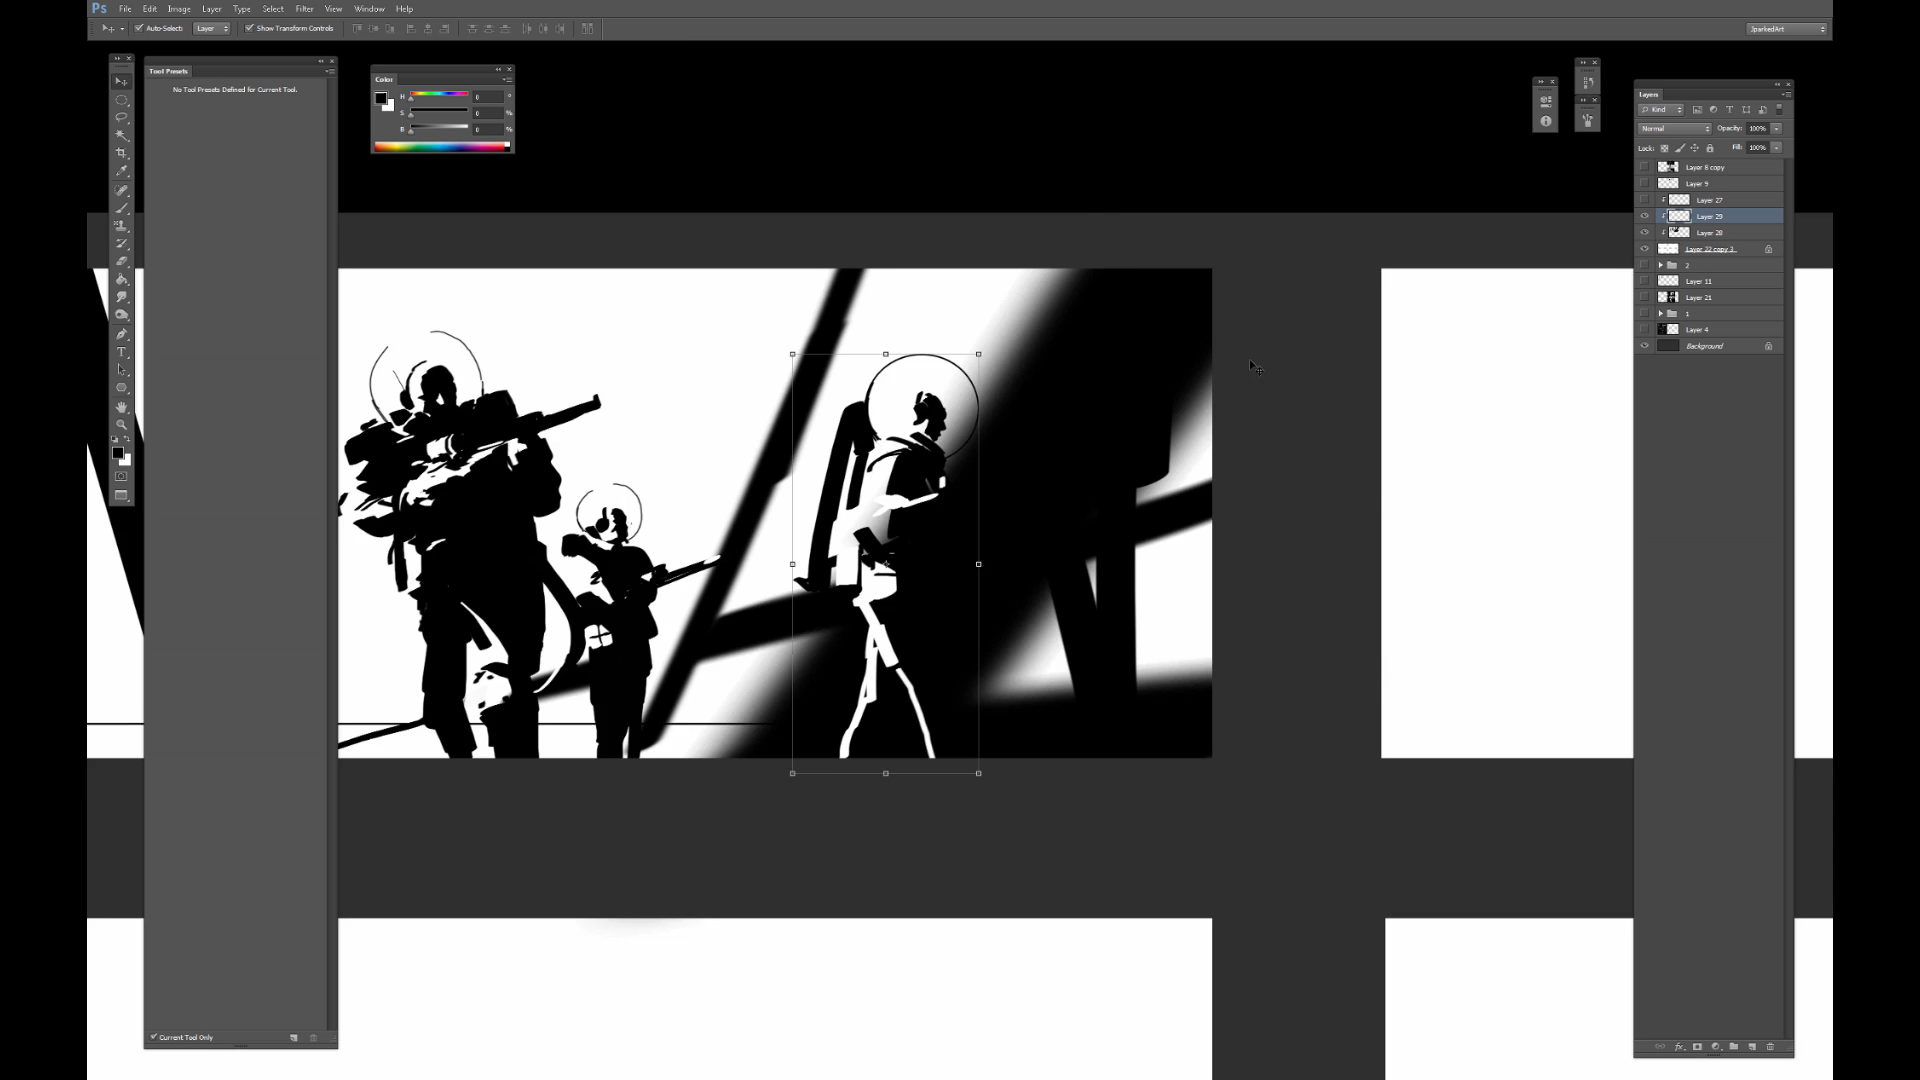 Ps File Edit Image Layer Type Select Filter View Window Help
Auto-Select: Layer Show Transform Controls JparkedArt
Tool Presets
No Tool Presets Defined for Current Tool.
Current Tool Only
Color
H 0 °
S 0 %
B 0 %
Layers
Kind
Normal Opacity: 100%
Lock: Fill: 100%
Layer 8 copy
Layer 9
Layer 27
Layer 29
Layer 28
Layer 22 copy 3
2
Layer 11
Layer 21
1
Layer 4
Background